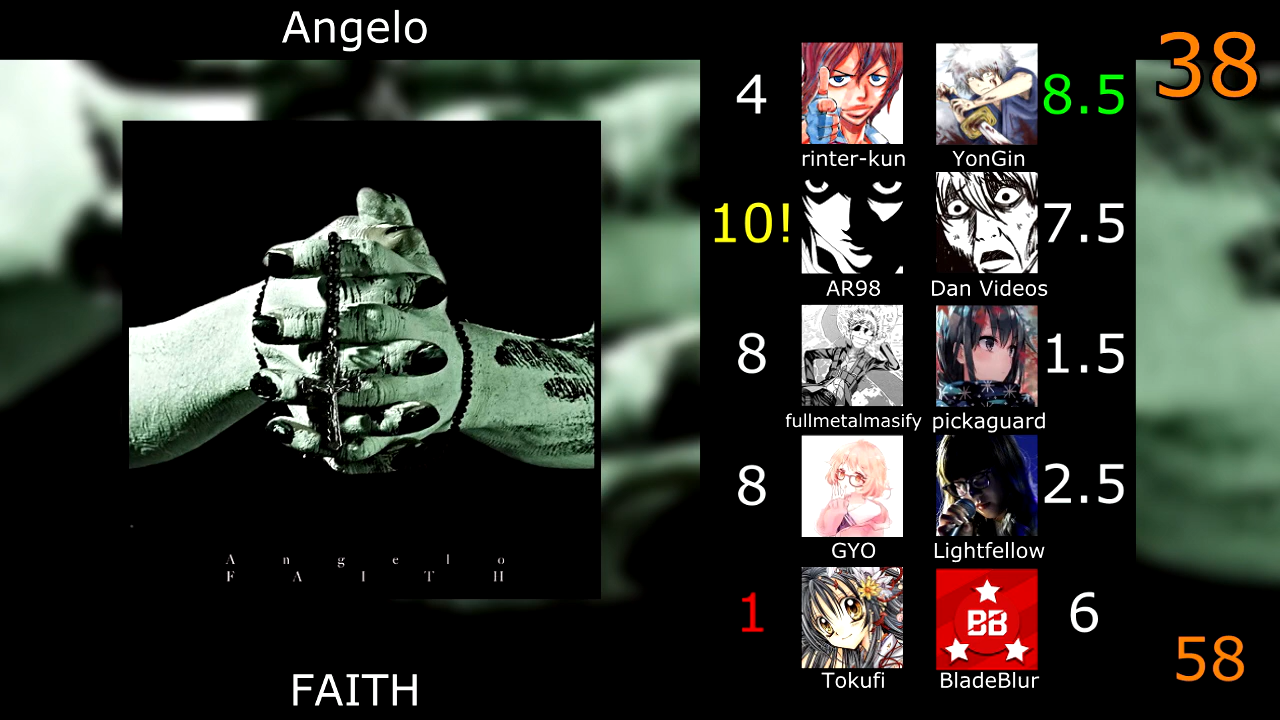 Angelo
38
4
8.5
rinter-kun
YonGin
10!
7.5
AR98
Dan Videos
8
1.5
fullmetalmasify
pickaguard
8
2.5
GYO
Lightfellow
1
BB
6
Tokufi
BladeBlur
58
Angelo
FAITH
FAITH